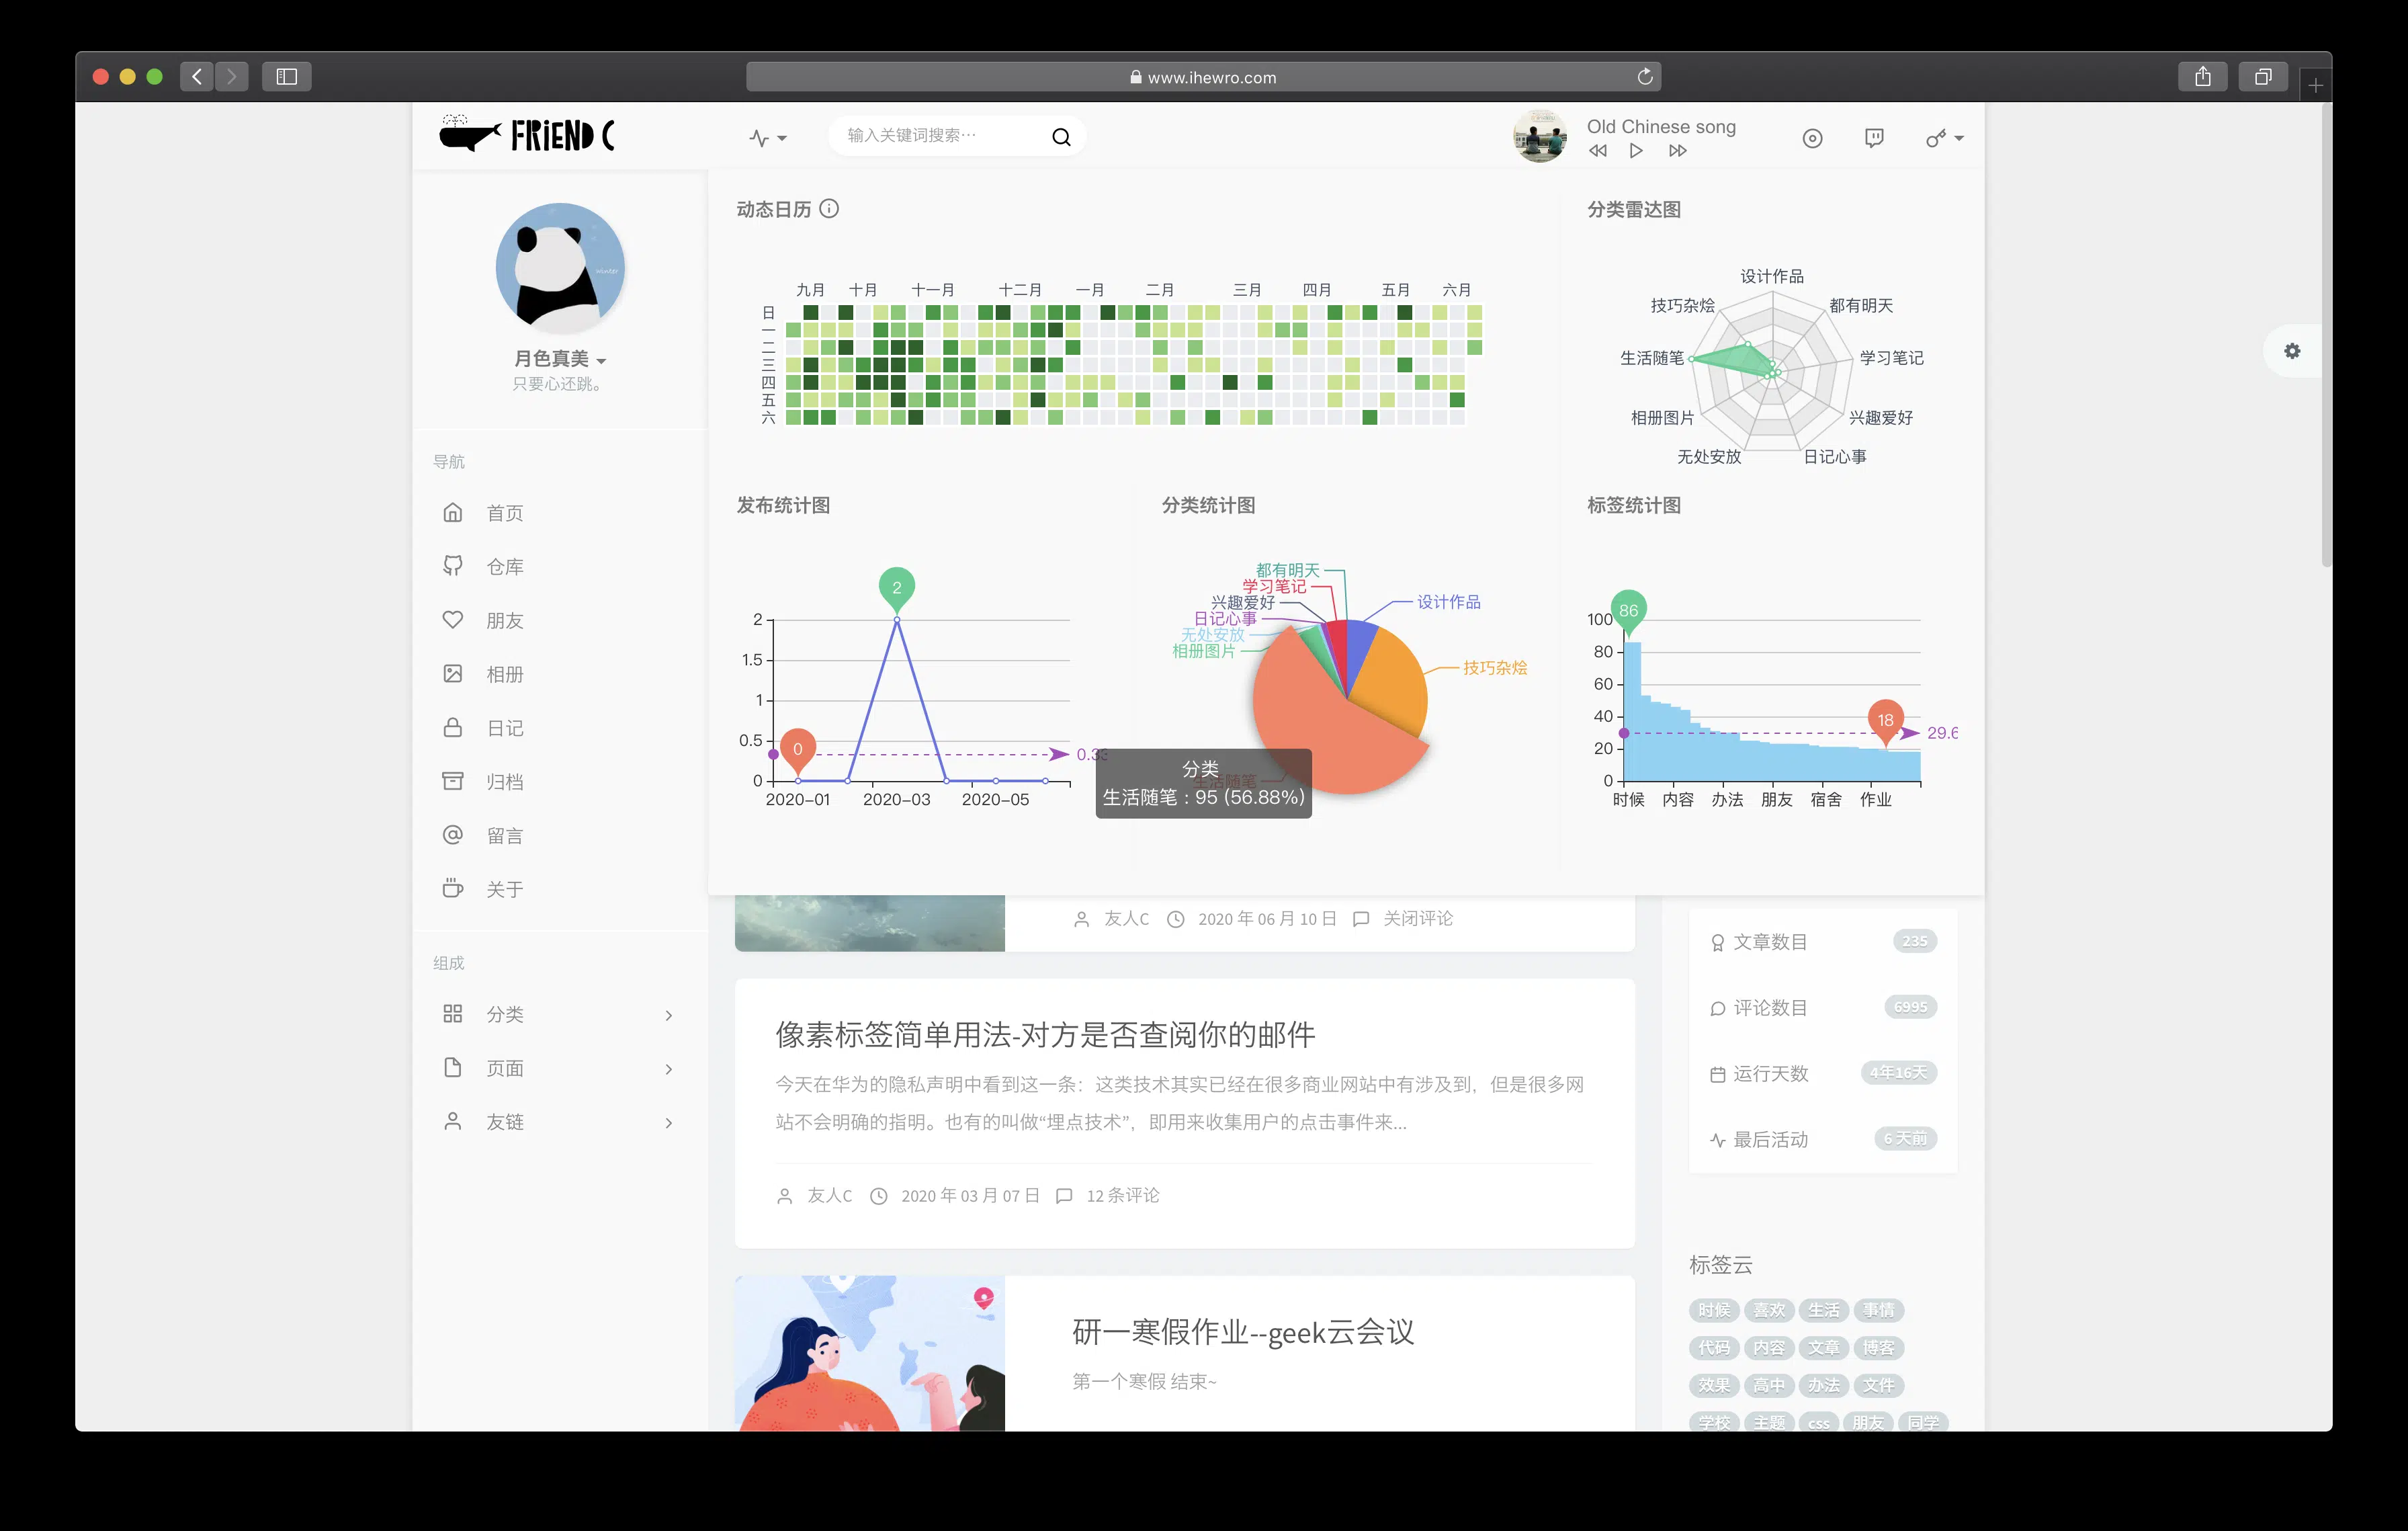 www.ihewro.com
FRiEND C
输入关键词搜索…
Old Chinese song
月色真美
只要心还跳。
导航
首页
仓库
朋友
相册
日记
归档
留言
关于
组成
分类
页面
友链
动态日历
九月 十月 十一月 十二月 一月 二月 三月 四月 五月 六月
日
一
二
三
四
五
六
分类雷达图
设计作品
技巧杂烩 都有明天
生活随笔 学习笔记
相册图片 兴趣爱好
无处安放 日记心事
发布统计图
2
2
1.5
1
0.5
0
0
2020-01 2020-03 2020-05
分类统计图
都有明天
学习笔记
兴趣爱好 设计作品
日记心事
无处安放
相册图片
技巧杂烩
生活随笔
分类
生活随笔 : 95 (56.88%)
标签统计图
86
100
80
60
40
18
29.6
20
0
时候 内容 办法 朋友 宿舍 作业
友人C 2020 年 06 月 10 日 关闭评论
像素标签简单用法-对方是否查阅你的邮件
今天在华为的隐私声明中看到这一条：这类技术其实已经在很多商业网站中有涉及到，但是很多网
站不会明确的指明。也有的叫做“埋点技术”，即用来收集用户的点击事件来...
友人C 2020 年 03 月 07 日 12 条评论
研一寒假作业--geek云会议
第一个寒假 结束~
文章数目 235
评论数目 6995
运行天数 4年16天
最后活动 6 天前
标签云
时候 喜欢 生活 事情
代码 内容 文章 博客
效果 高中 办法 文件
学校 主题 css 朋友 同学